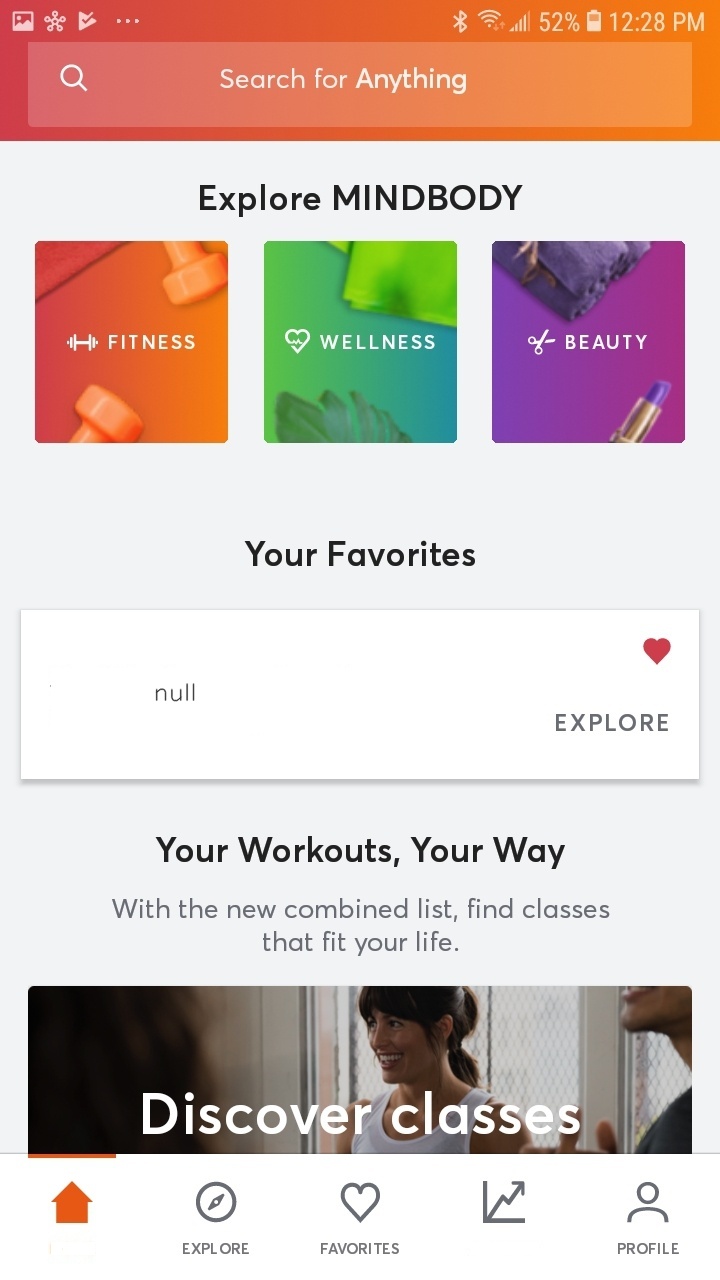 52% 12:28 PM
Search for Anything
Explore MINDBODY
FITNESS
WELLNESS
BEAUTY
Your Favorites
null
EXPLORE
Your Workouts, Your Way
With the new combined list, find classes
that fit your life.
Discover classes
EXPLORE
FAVORITES
PROFILE